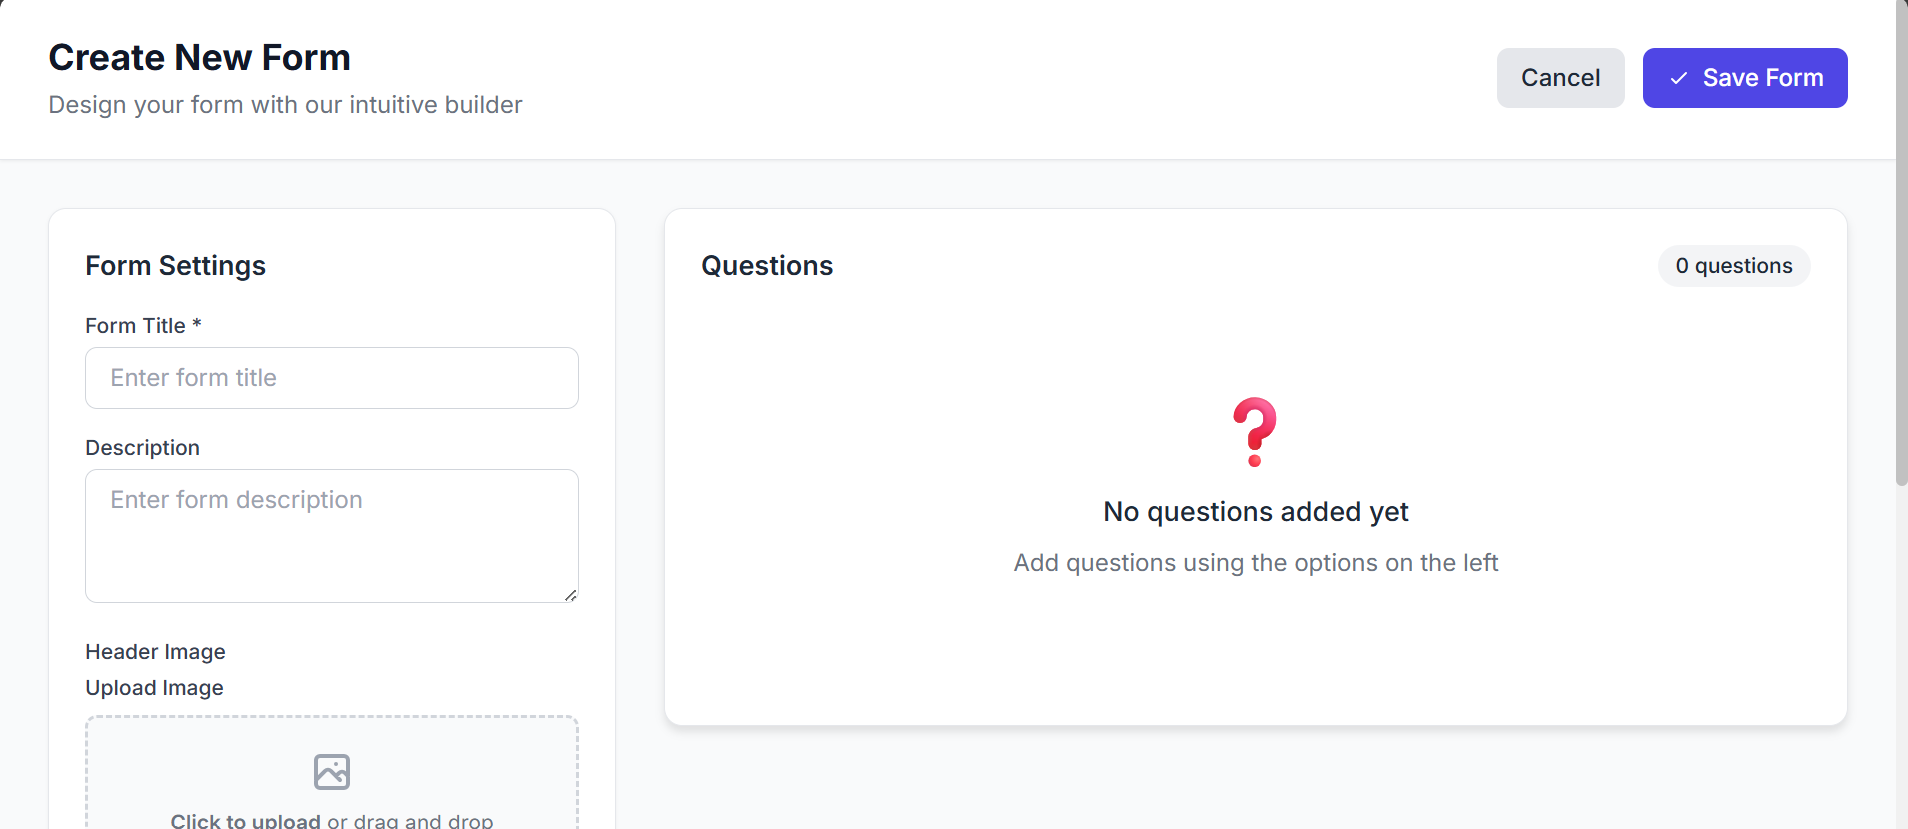 Create New Form
Design your form with our intuitive builder
Cancel
Save Form
Form Settings
Form Title *
Enter form title
Description
Enter form description
Header Image
Upload Image
Click to upload or drag and drop
Questions
0 questions
No questions added yet
Add questions using the options on the left